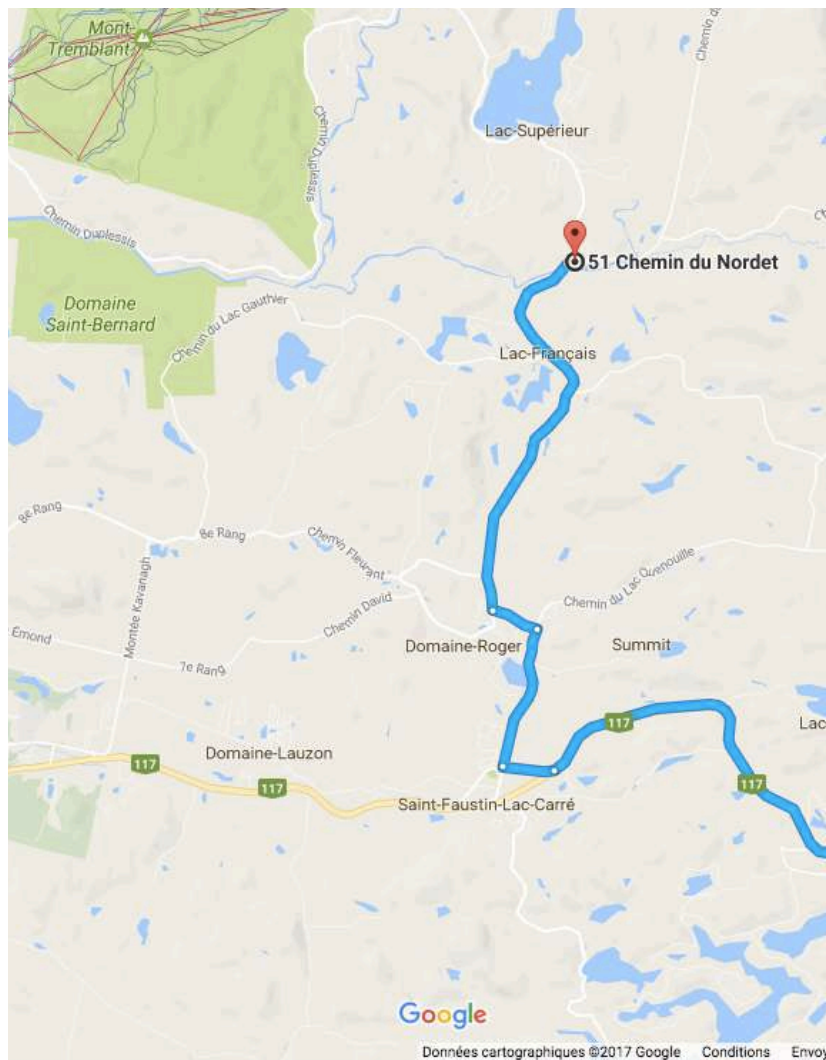 Mont-
Tremblant
Chemin Duplessis
Chemin d
Lac-Supérieur
Chemin Duplessis
51 Chemin du Nordet
Domaine
Saint-Bernard
Chemin du Lac Gauthier
Lac-Français
8e Rang
8e Rang
Chemin Fleurant
Montée Kavanagh
Chemin du Lac Quenouille
Chemin David
Émond
7e Rang
Domaine-Roger
Summit
117
Lac
Domaine-Lauzon
117
117
117
Saint-Faustin-Lac-Carré
Google
Données cartographiques ©2017 Google Conditions Envoy